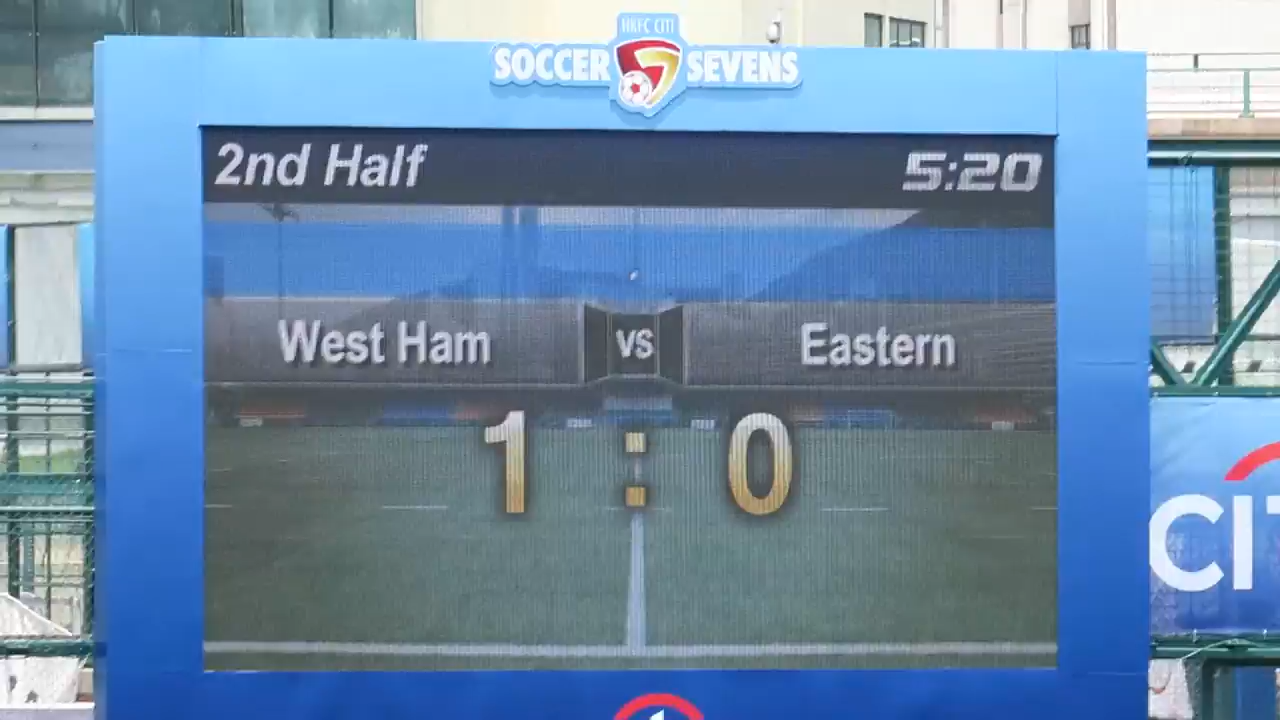 HKFC CITI
SOCCER SEVENS
2nd Half 5:20
West Ham vs Eastern
1 : 0
CIT